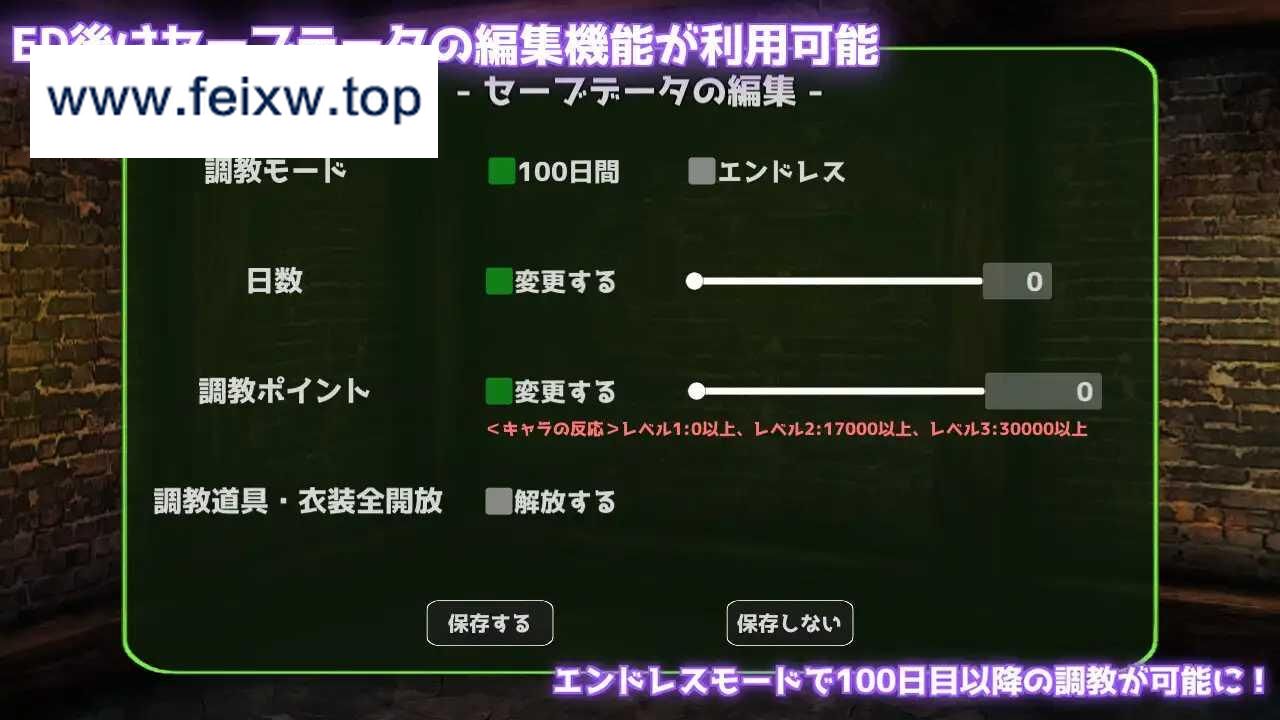 ED後はセーブデータの編集機能が利用可能
www.feixw.top
- セーブデータの編集 -
調教モード 100日間 エンドレス
日数 変更する 0
調教ポイント 変更する 0
<キャラの反応>レベル1:0以上、レベル2:17000以上、レベル3:30000以上
調教道具・衣装全開放 解放する
保存する 保存しない
エンドレスモードで100日目以降の調教が可能に！